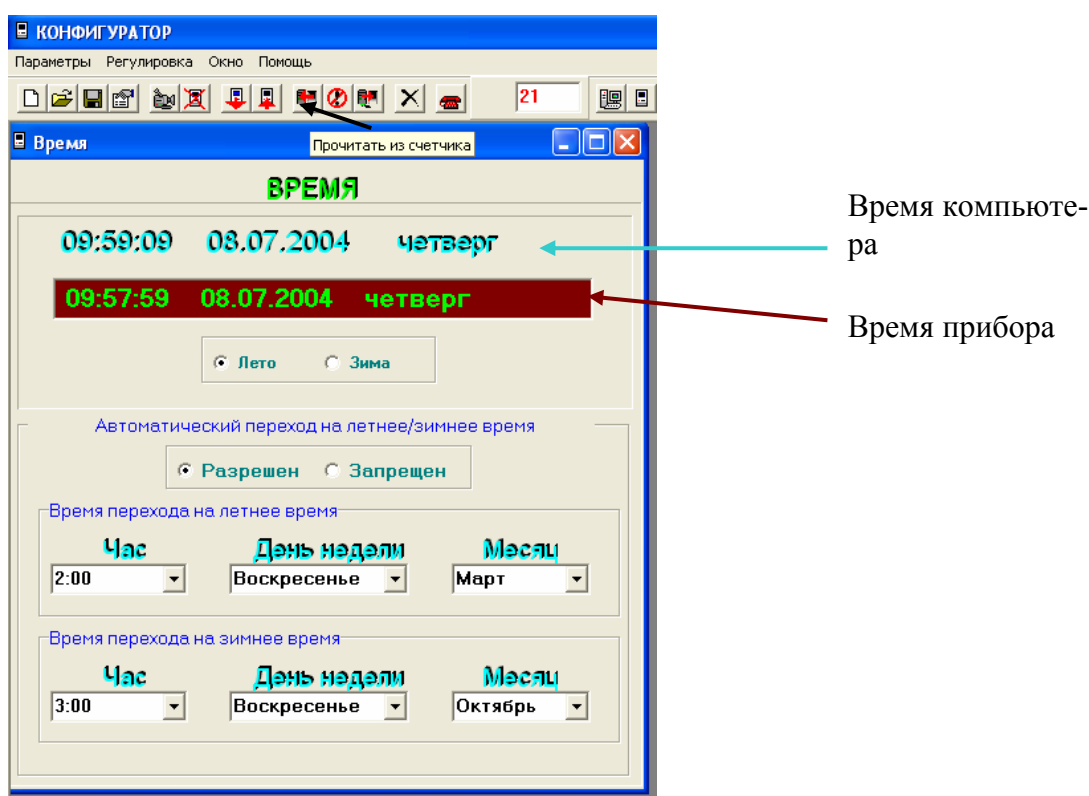 КОНФИГУРАТОР
Параметры Регулировка Окно Помощь
21
Время
Прочитать из счетчика
ВРЕМЯ
09:59:09 08.07.2004 четверг
Время компьюте-
ра
09:57:59 08.07.2004 четверг
Время прибора
Лето Зима
Автоматический переход на летнее/зимнее время
Разрешен Запрещен
Время перехода на летнее время
Час День недели Месяц
2:00 Воскресенье Март
Время перехода на зимнее время
Час День недели Месяц
3:00 Воскресенье Октябрь